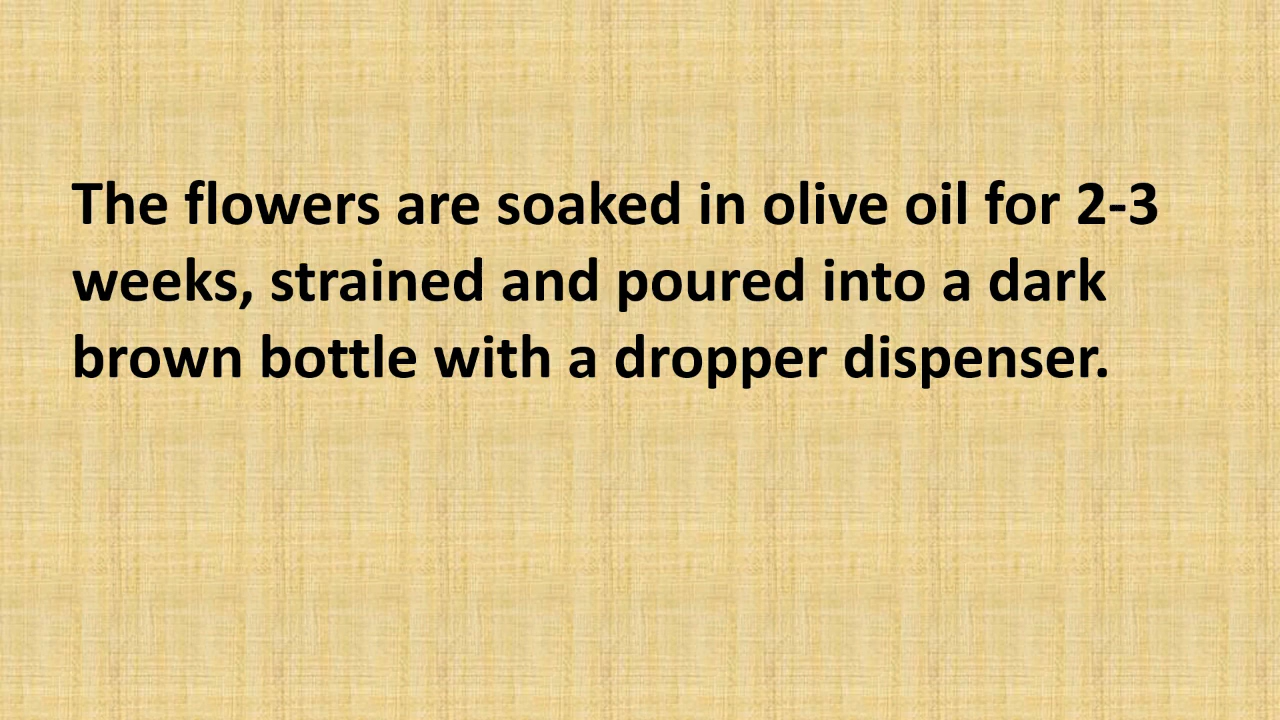 The flowers are soaked in olive oil for 2-3
weeks, strained and poured into a dark
brown bottle with a dropper dispenser.